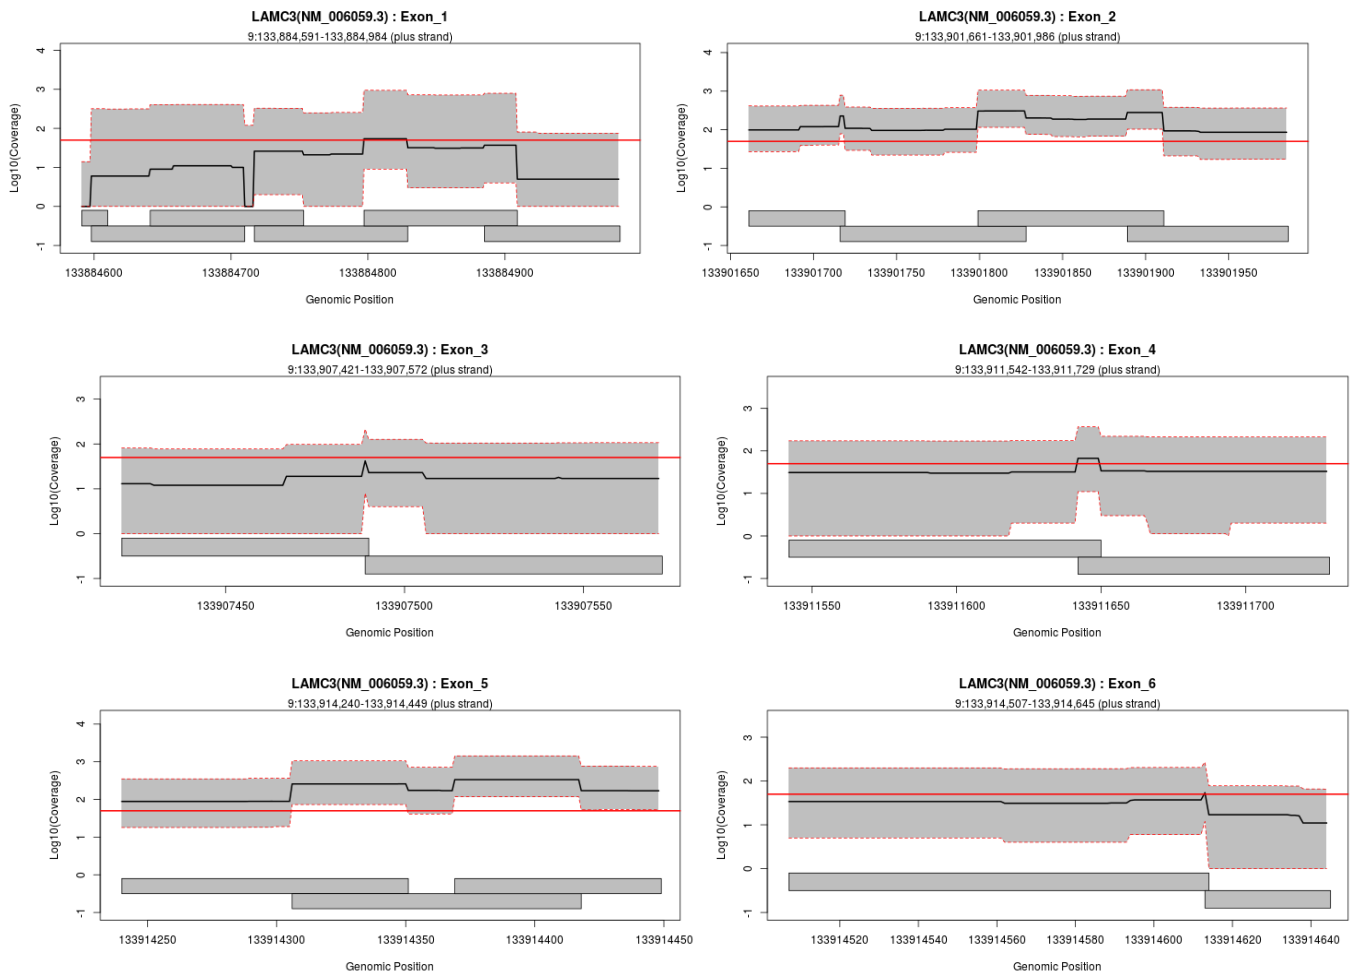 LAMC3(NM_006059.3) : Exon_1
9:133,884,591-133,884,984 (plus strand)
Log10(Coverage)
4
3
2
1
0
-1
133884600 133884700 133884800 133884900
Genomic Position
LAMC3(NM_006059.3) : Exon_2
9:133,901,661-133,901,986 (plus strand)
Log10(Coverage)
4
3
2
1
0
-1
133901650 133901700 133901750 133901800 133901850 133901900 133901950
Genomic Position
LAMC3(NM_006059.3) : Exon_3
9:133,907,421-133,907,572 (plus strand)
Log10(Coverage)
3
2
1
0
-1
133907450 133907500 133907550
Genomic Position
LAMC3(NM_006059.3) : Exon_4
9:133,911,542-133,911,729 (plus strand)
Log10(Coverage)
3
2
1
0
-1
133911550 133911600 133911650 133911700
Genomic Position
LAMC3(NM_006059.3) : Exon_5
9:133,914,240-133,914,449 (plus strand)
Log10(Coverage)
4
3
2
1
0
-1
133914250 133914300 133914350 133914400 133914450
Genomic Position
LAMC3(NM_006059.3) : Exon_6
9:133,914,507-133,914,645 (plus strand)
Log10(Coverage)
3
2
1
0
-1
133914520 133914540 133914560 133914580 133914600 133914620 133914640
Genomic Position